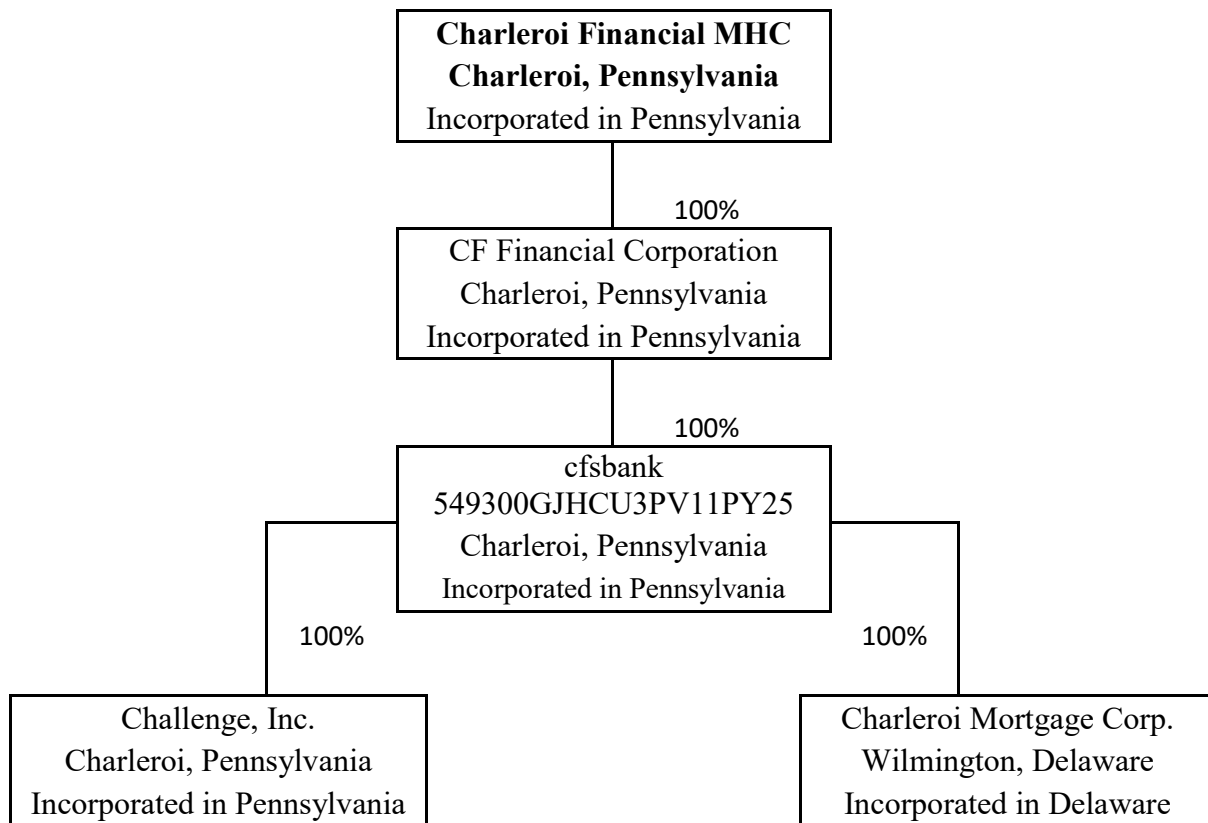 Charleroi Financial MHC
Charleroi, Pennsylvania
Incorporated in Pennsylvania
100%
CF Financial Corporation
Charleroi, Pennsylvania
Incorporated in Pennsylvania
100%
cfsbank
549300GJHCU3PV11PY25
Charleroi, Pennsylvania
Incorporated in Pennsylvania
100%
100%
Challenge, Inc.
Charleroi, Pennsylvania
Incorporated in Pennsylvania
Charleroi Mortgage Corp.
Wilmington, Delaware
Incorporated in Delaware